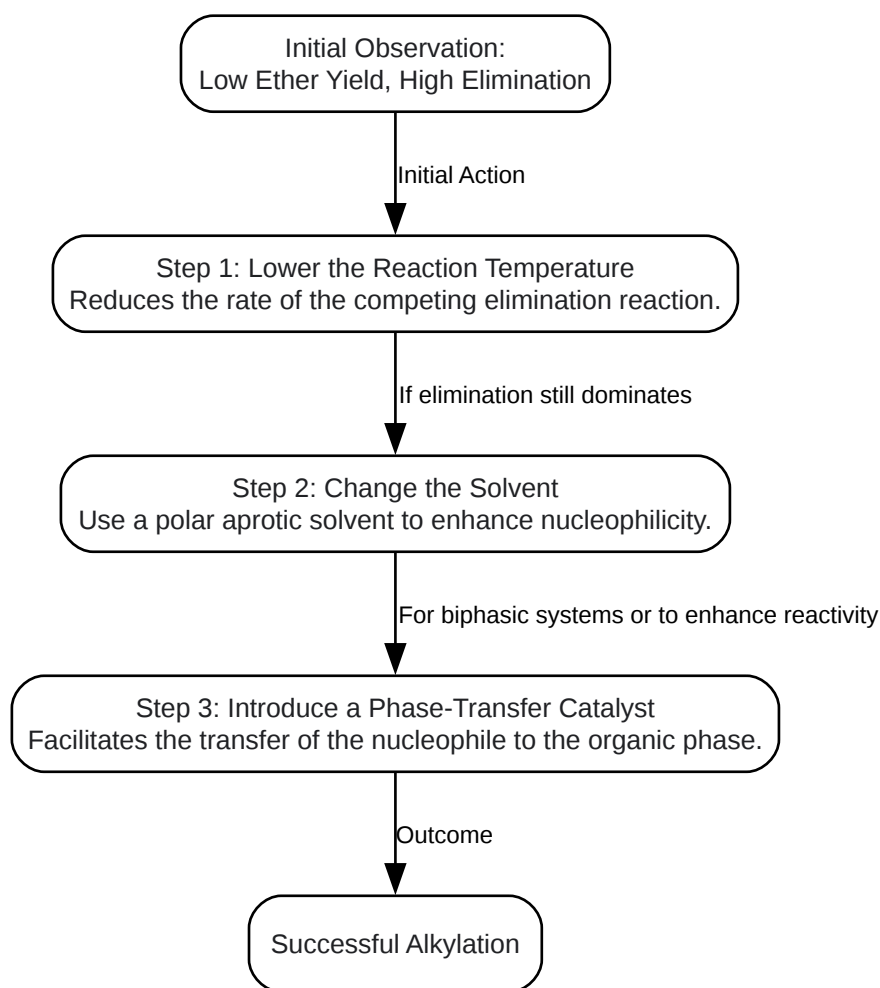 Initial Observation:
Low Ether Yield, High Elimination
Initial Action
Step 1: Lower the Reaction Temperature
Reduces the rate of the competing elimination reaction.
If elimination still dominates
Step 2: Change the Solvent
Use a polar aprotic solvent to enhance nucleophilicity.
For biphasic systems or to enhance reactivity
Step 3: Introduce a Phase-Transfer Catalyst
Facilitates the transfer of the nucleophile to the organic phase.
Outcome
Successful Alkylation